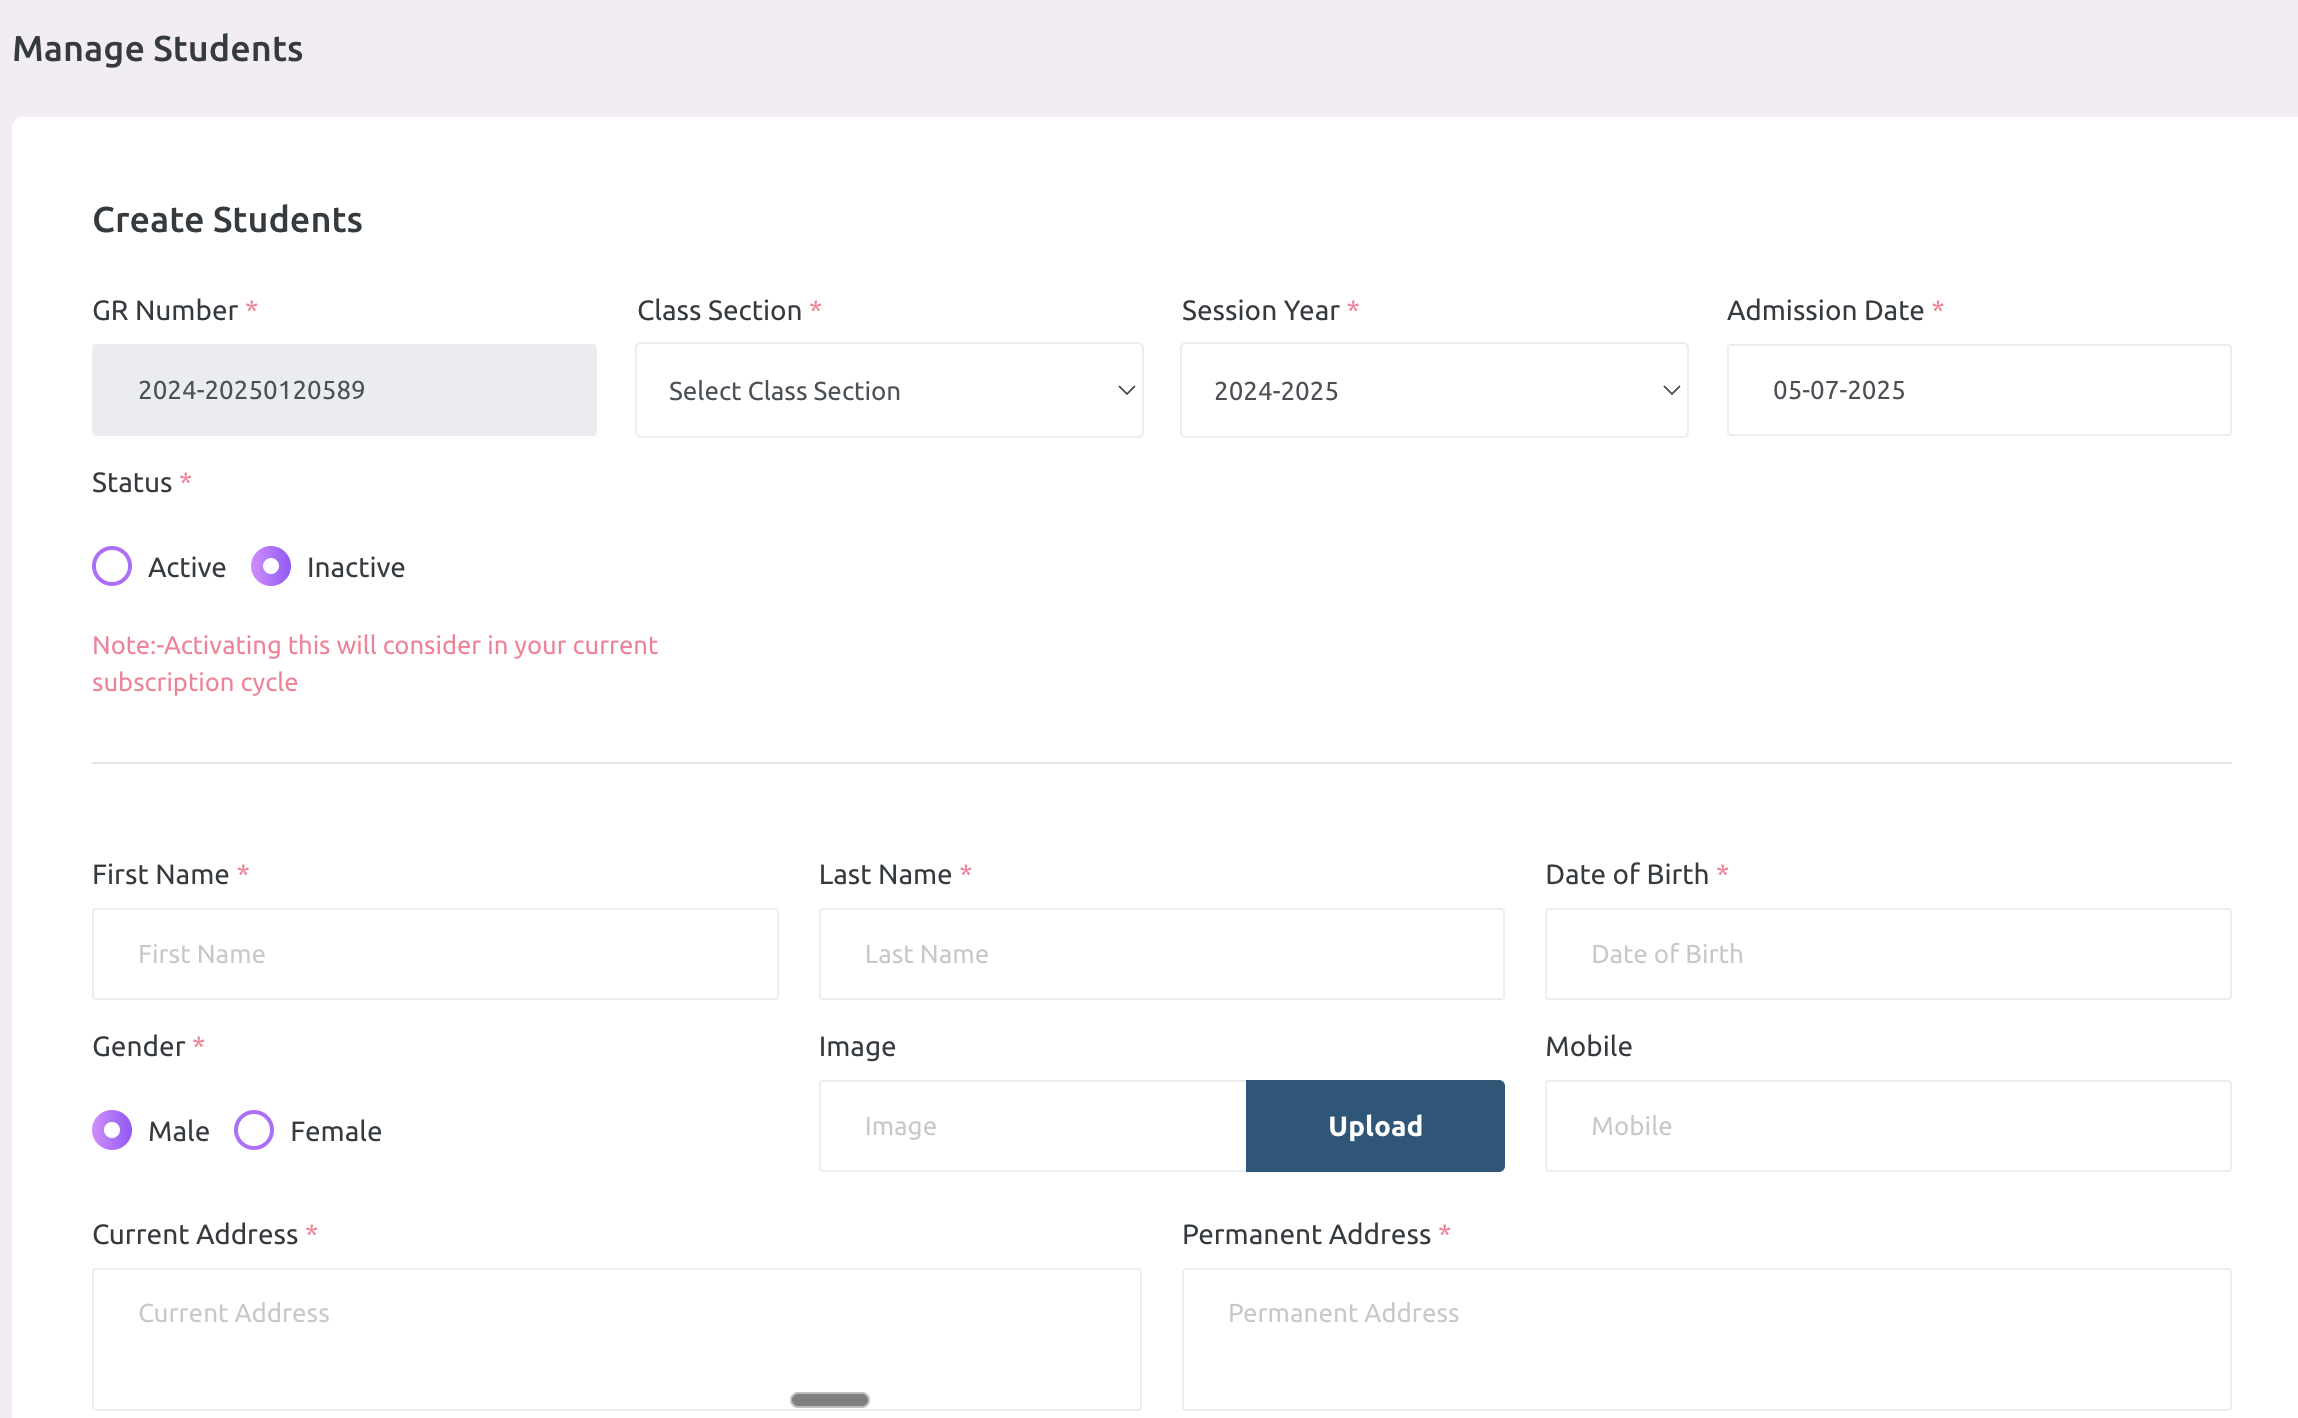 Manage Students
Create Students
GR Number *
Class Section *
Session Year *
Admission Date *
2024-20250120589
Select Class Section
2024-2025
05-07-2025
Status *
Active
Inactive
Note:-Activating this will consider in your current
subscription cycle
First Name *
Last Name *
Date of Birth *
First Name
Last Name
Date of Birth
Gender *
Image
Mobile
Male
Female
Image
Upload
Mobile
Current Address *
Permanent Address *
Current Address
Permanent Address